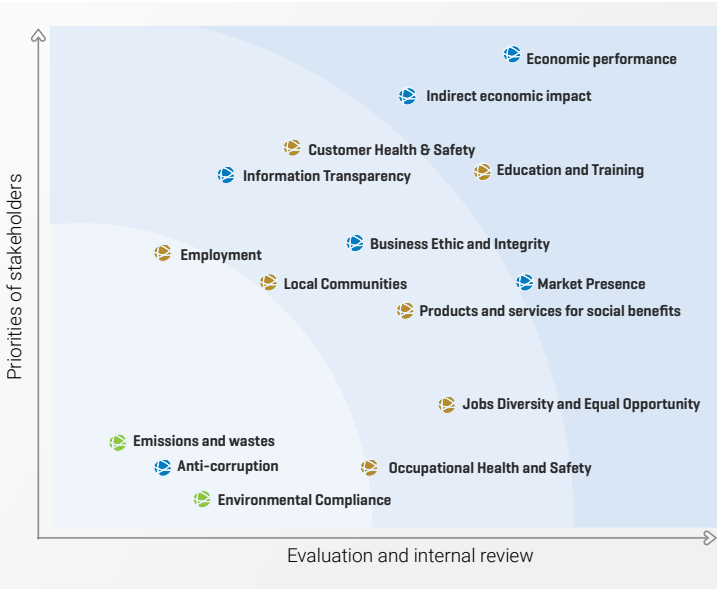 Economic performance
Indirect economic impact
Customer Health & Safety
Education and Training
Information Transparency
Business Ethic and Integrity
Employment
Local Communities
Market Presence
Products and services for social benefits
Jobs Diversity and Equal Opportunity
Emissions and wastes
Anti-corruption
Occupational Health and Safety
Environmental Compliance
Priorities of stakeholders
Evaluation and internal review